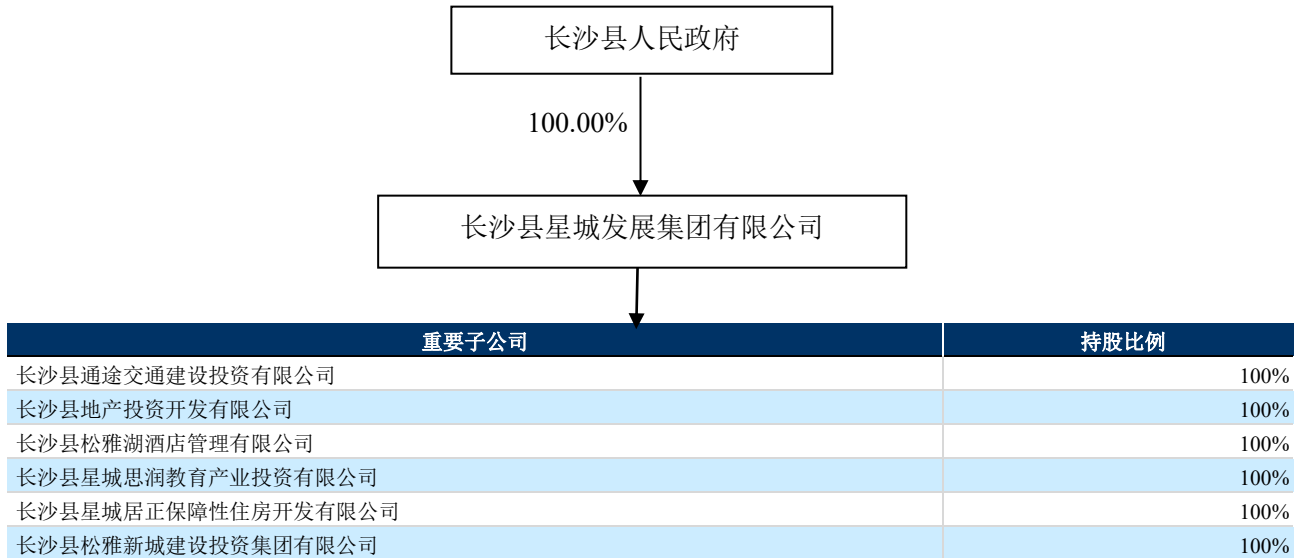 长沙县人民政府
100.00%
长沙县星城发展集团有限公司
重要子公司 持股比例
长沙县通途交通建设投资有限公司 100%
长沙县地产投资开发有限公司 100%
长沙县松雅湖酒店管理有限公司 100%
长沙县星城思润教育产业投资有限公司 100%
长沙县星城居正保障性住房开发有限公司 100%
长沙县松雅新城建设投资集团有限公司 100%